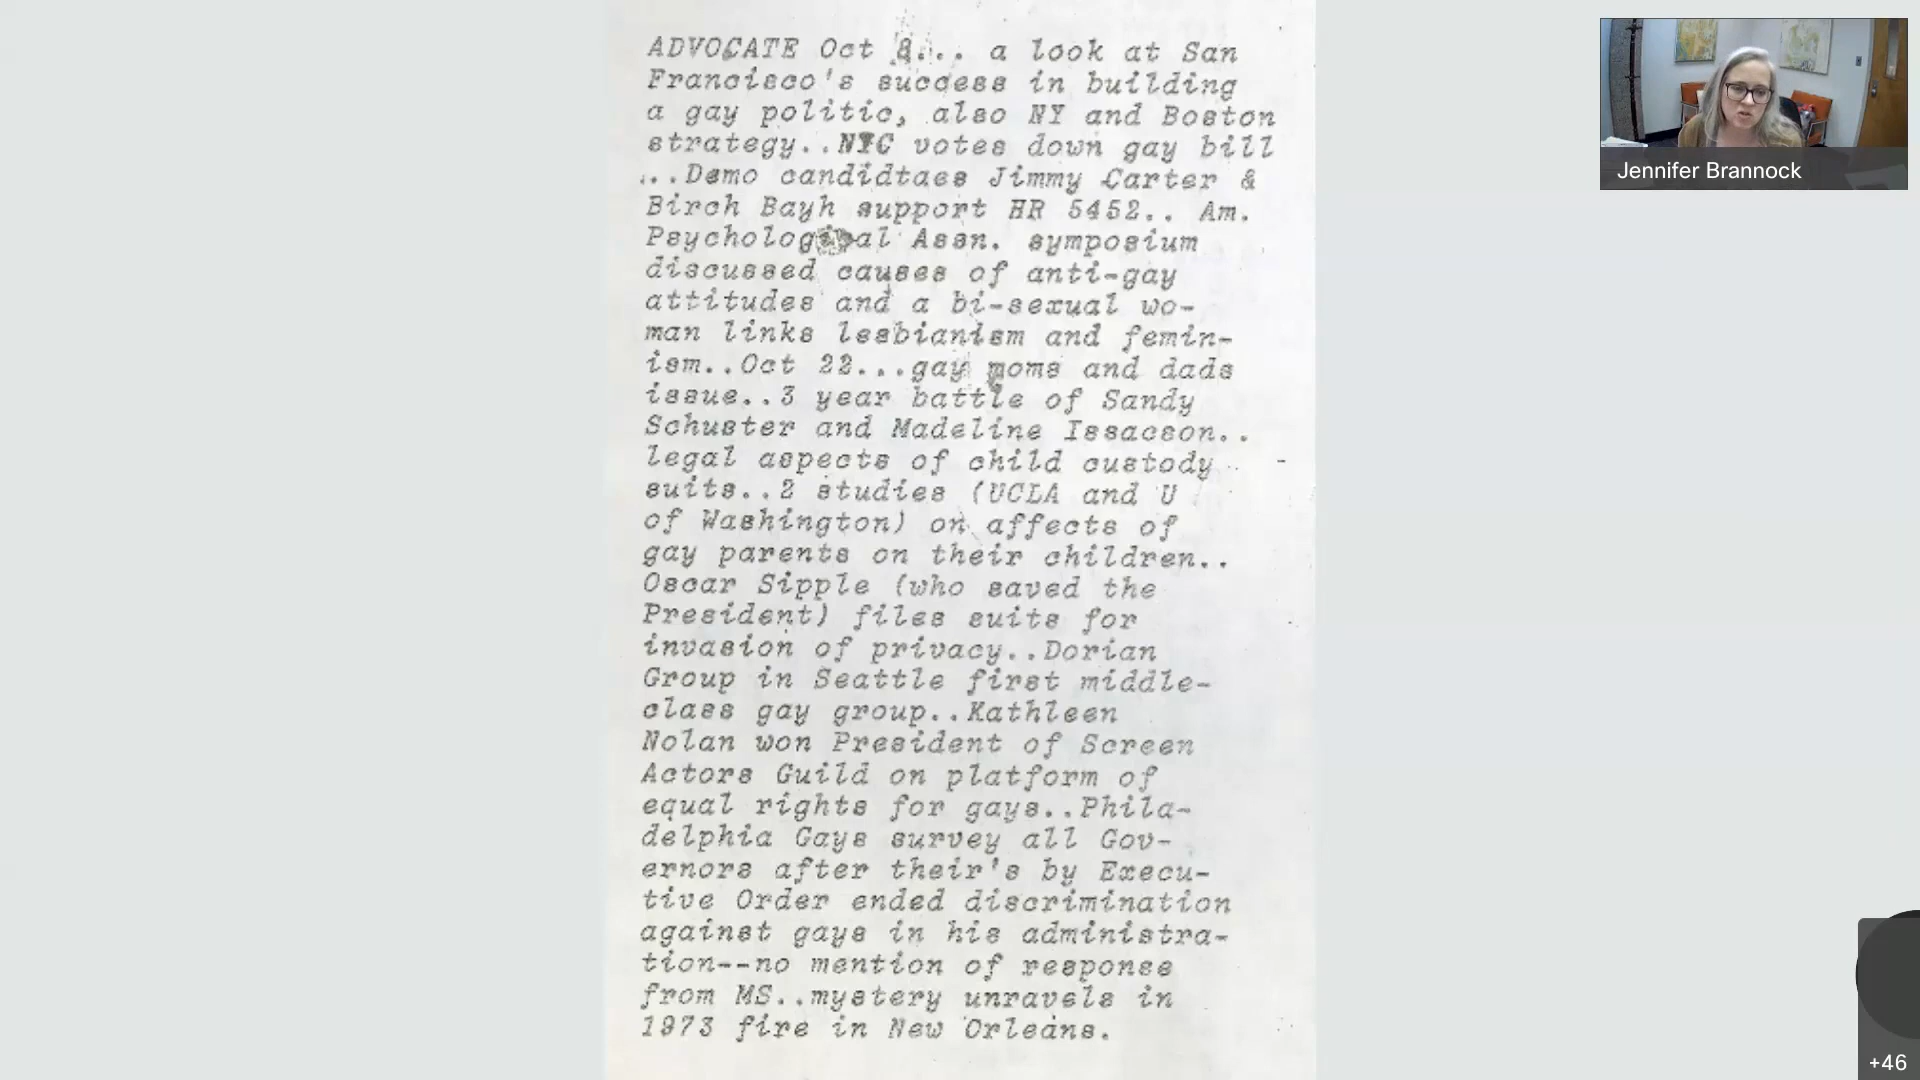 ADVOCATE Oct 8... a look at San
Francisco's success in building
a gay politic, also NY and Boston
strategy..NYC votes down gay bill
...Demo candidtaes Jimmy Carter &
Birch Bayh support HR 5452.. Am.
Psychological Assn. symposium
discussed causes of anti-gay
attitudes and a bi-sexual wo-
man links lesbianism and femin-
ism..Oct 22...gay moms and dads
issue..3 year battle of Sandy
Schuster and Madeline Issacson..
legal aspects of child custody
suits..2 studies (UCLA and U
of Washington) on affects of
gay parents on their children..
Oscar Sipple (who saved the
President) files suits for
invasion of privacy..Dorian
Group in Seattle first middle-
class gay group..Kathleen
Nolan won President of Screen
Actors Guild on platform of
equal rights for gays..Phila-
delphia Gays survey all Gov-
ernors after their's by Execu-
tive Order ended discrimination
against gays in his administra-
tion--no mention of response
from MS..mystery unravels in
1973 fire in New Orleans.
Jennifer Brannock
+46